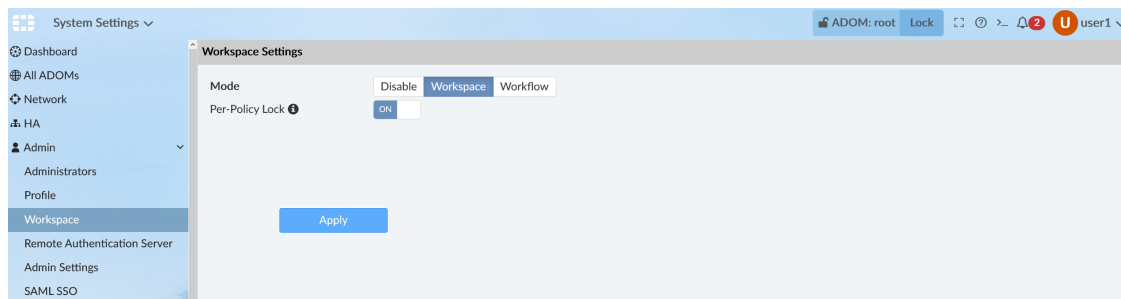 System Settings
ADOM: root Lock >_ 2 U user1
Dashboard
All ADOMs
Network
HA
Admin
Administrators
Profile
Workspace
Remote Authentication Server
Admin Settings
SAML SSO
Workspace Settings
Mode Disable Workspace Workflow
Per-Policy Lock ON
Apply